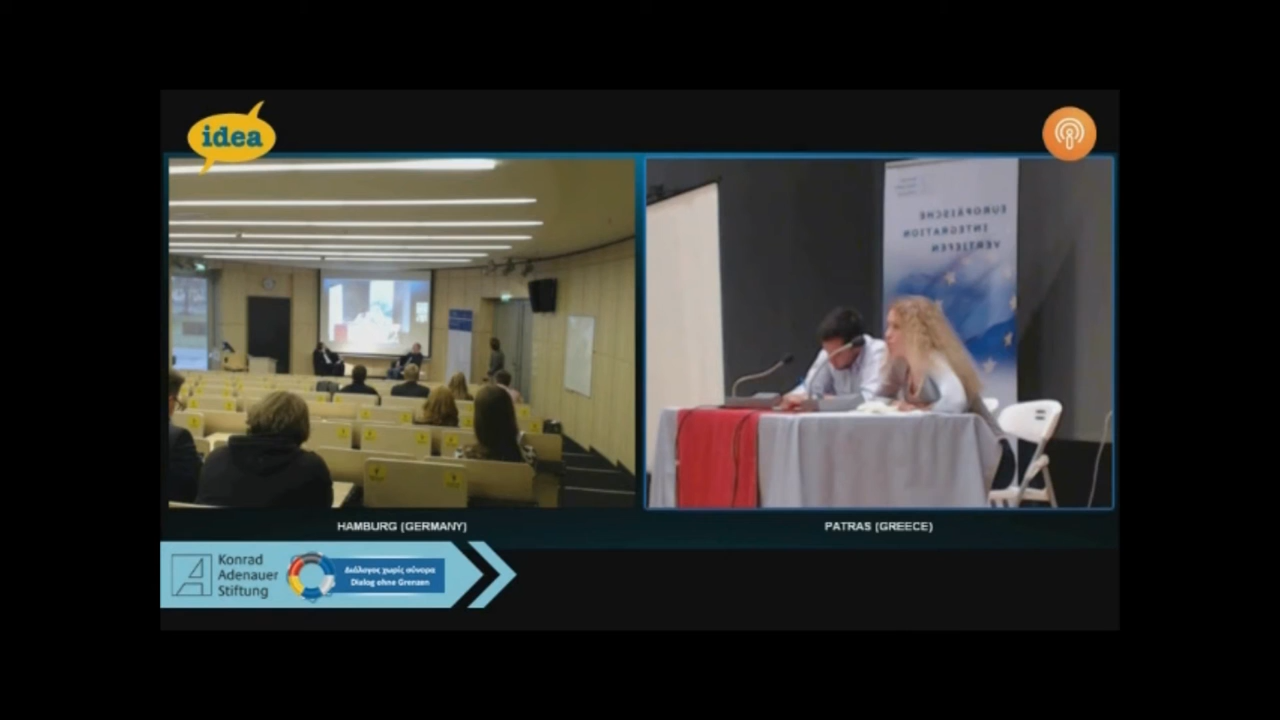 idea
EUROPÄISCHE
INTEGRATION
VERTIEFEN
HAMBURG (GERMANY)
PATRAS (GREECE)
Konrad
Adenauer
Stiftung
Διάλογος χωρίς σύνορα
Dialog ohne Grenzen